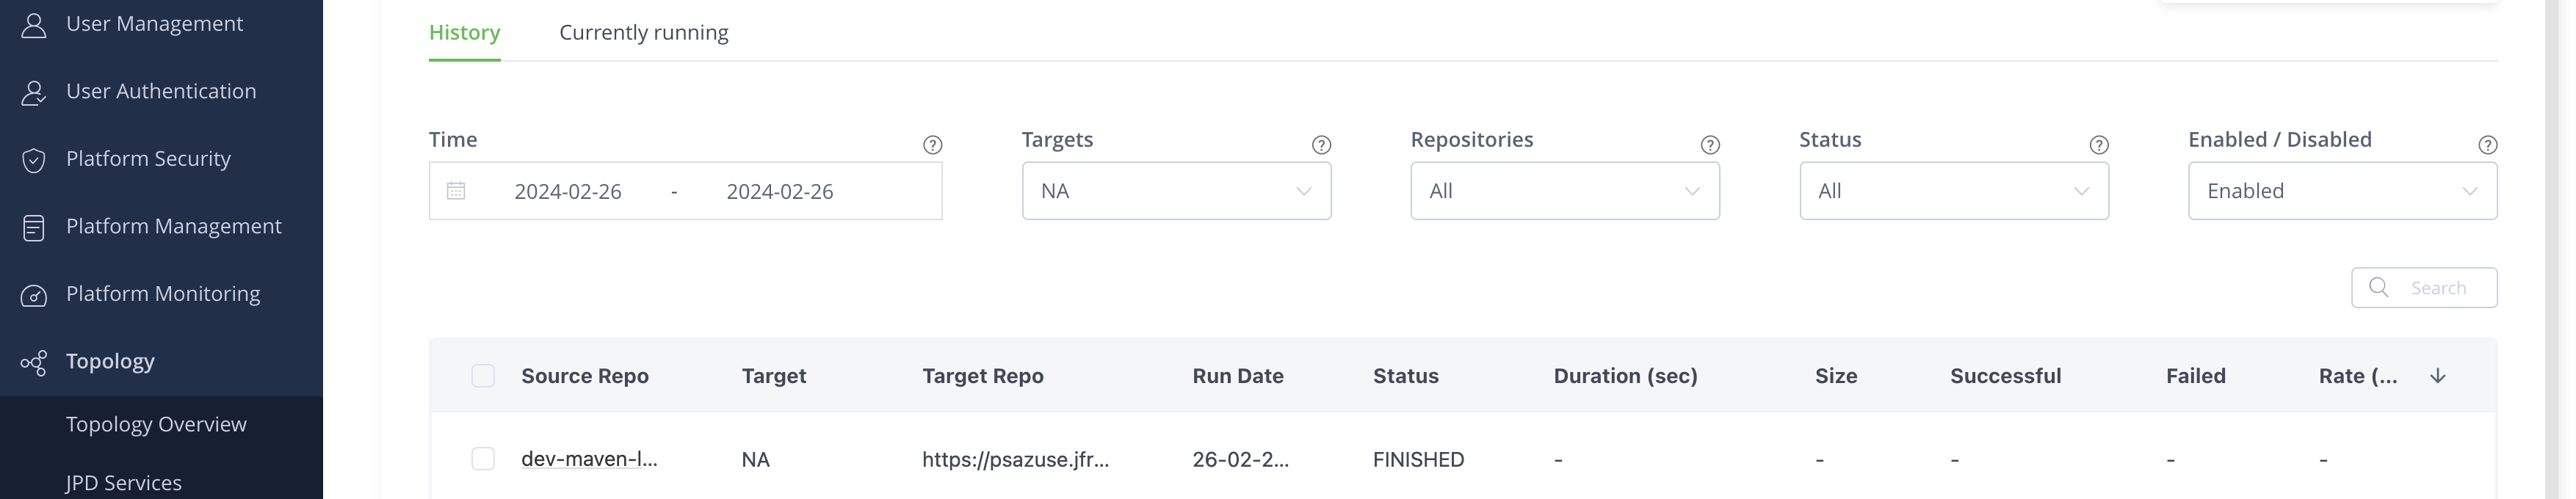 User Management
User Authentication
Platform Security
Platform Management
Platform Monitoring
Topology
Topology Overview
JPD Services
History Currently running
Time ? Targets ? Repositories ? Status ? Enabled / Disabled ?
2024-02-26 - 2024-02-26 NA All All Enabled
Search
Source Repo Target Target Repo Run Date Status Duration (sec) Size Successful Failed Rate (...
dev-maven-l... NA https://psazuse.jfr... 26-02-2... FINISHED - - - - -